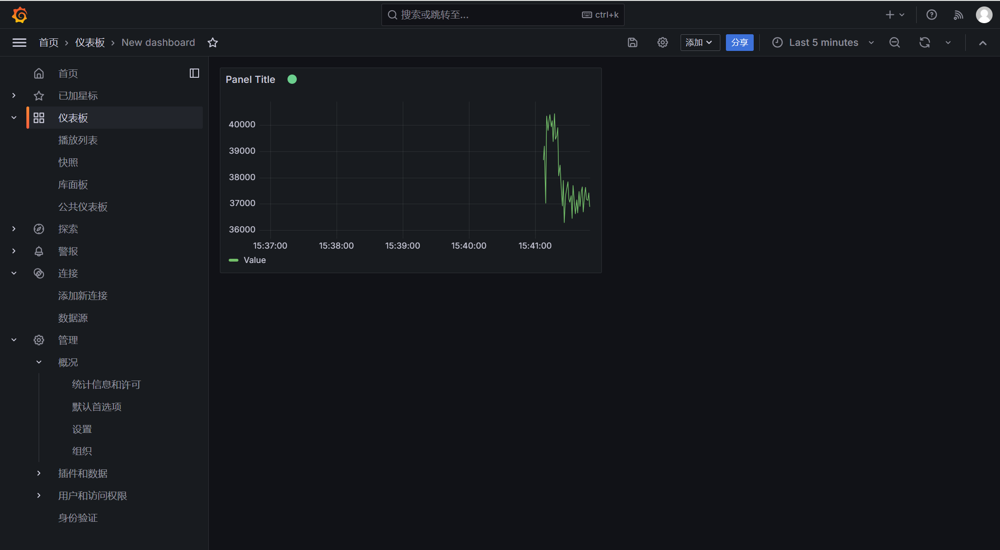 搜索或跳转至...
ctrl+k
首页 › 仪表板 › New dashboard
添加
分享
Last 5 minutes
首页
已加星标
仪表板
播放列表
快照
库面板
公共仪表板
探索
警报
连接
添加新连接
数据源
管理
概况
统计信息和许可
默认首选项
设置
组织
插件和数据
用户和访问权限
身份验证
Panel Title
40000
39000
38000
37000
36000
15:37:00
15:38:00
15:39:00
15:40:00
15:41:00
Value